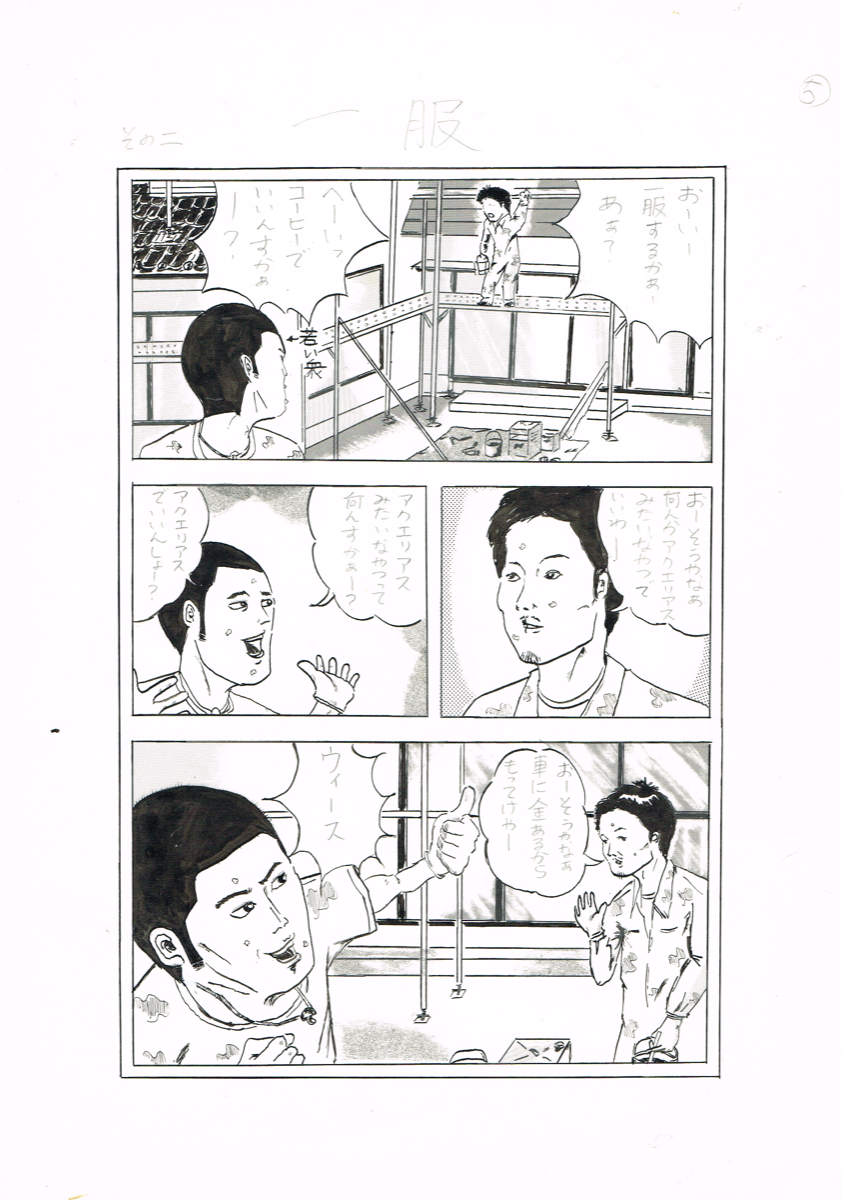 ⑤
一服
その二
おーいー
一服するかぁー
あぁ?
へーいっ
コーヒーで
いいんすかぁ
ー?
←若い衆
おーそうやなぁ
何んかアクエリアス
みたいなやつで
いいわー
アクエリアス
みたいなやつって
何んすかぁー?
アクエリアス
でいいんしょー?
おーそうやなぁ
車に金あるから
もってけやー
ウィース